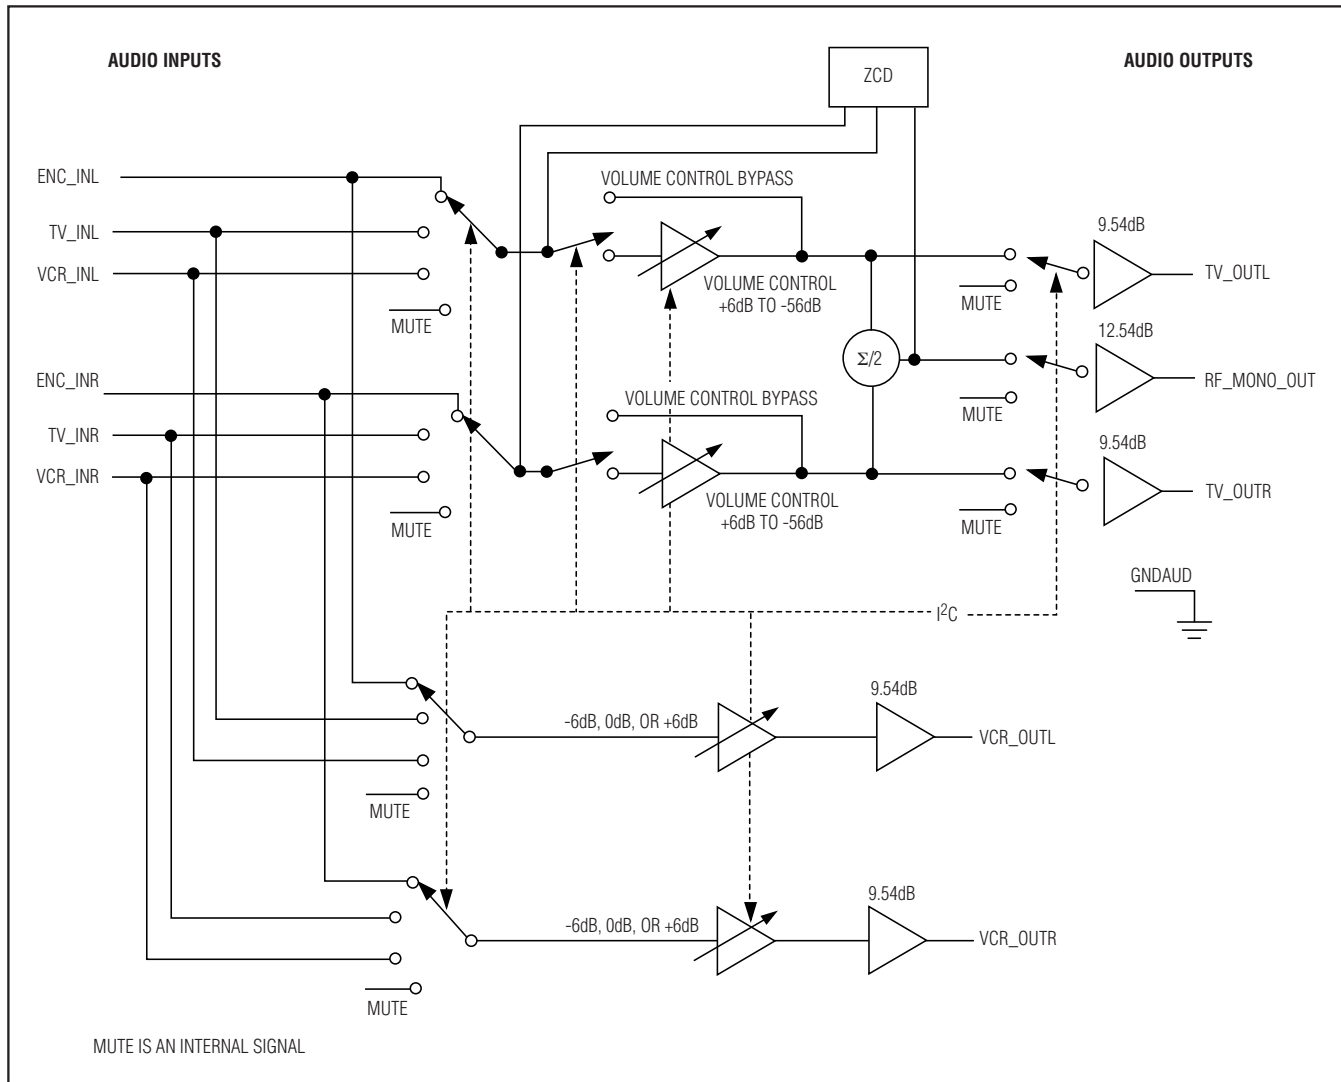 AUDIO INPUTS
AUDIO OUTPUTS
ZCD
ENC_INL
VOLUME CONTROL BYPASS
TV_INL
9.54dB
VCR_INL
TV_OUTL
VOLUME CONTROL
+6dB TO -56dB
MUTE
MUTE
12.54dB
Σ/2
ENC_INR
RF_MONO_OUT
VOLUME CONTROL BYPASS
MUTE
TV_INR
9.54dB
VCR_INR
TV_OUTR
VOLUME CONTROL
+6dB TO -56dB
MUTE
MUTE
GNDAUD
I²C
9.54dB
-6dB, 0dB, OR +6dB
VCR_OUTL
MUTE
9.54dB
-6dB, 0dB, OR +6dB
VCR_OUTR
MUTE
MUTE IS AN INTERNAL SIGNAL